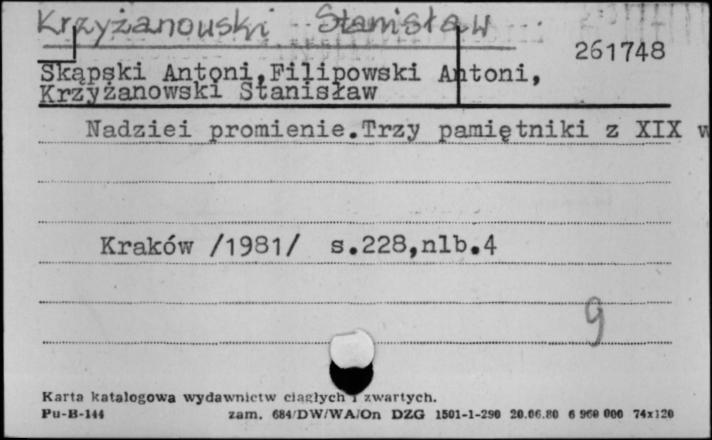 Krzyżanowski Stanisław
261748
Skąpski Antoni,Filipowski Antoni,
Krzyżanowski Stanisław
Nadziei promienie.Trzy pamiętniki z XIX w
Kraków /1981/ s.228,nlb.4
9
Karta katalogowa wydawnictw ciągłych i zwartych.
Pu-B-144 zam. 684/DW/WA/On DZG 1501-1-290 20.06.80 6 960 000 74x120